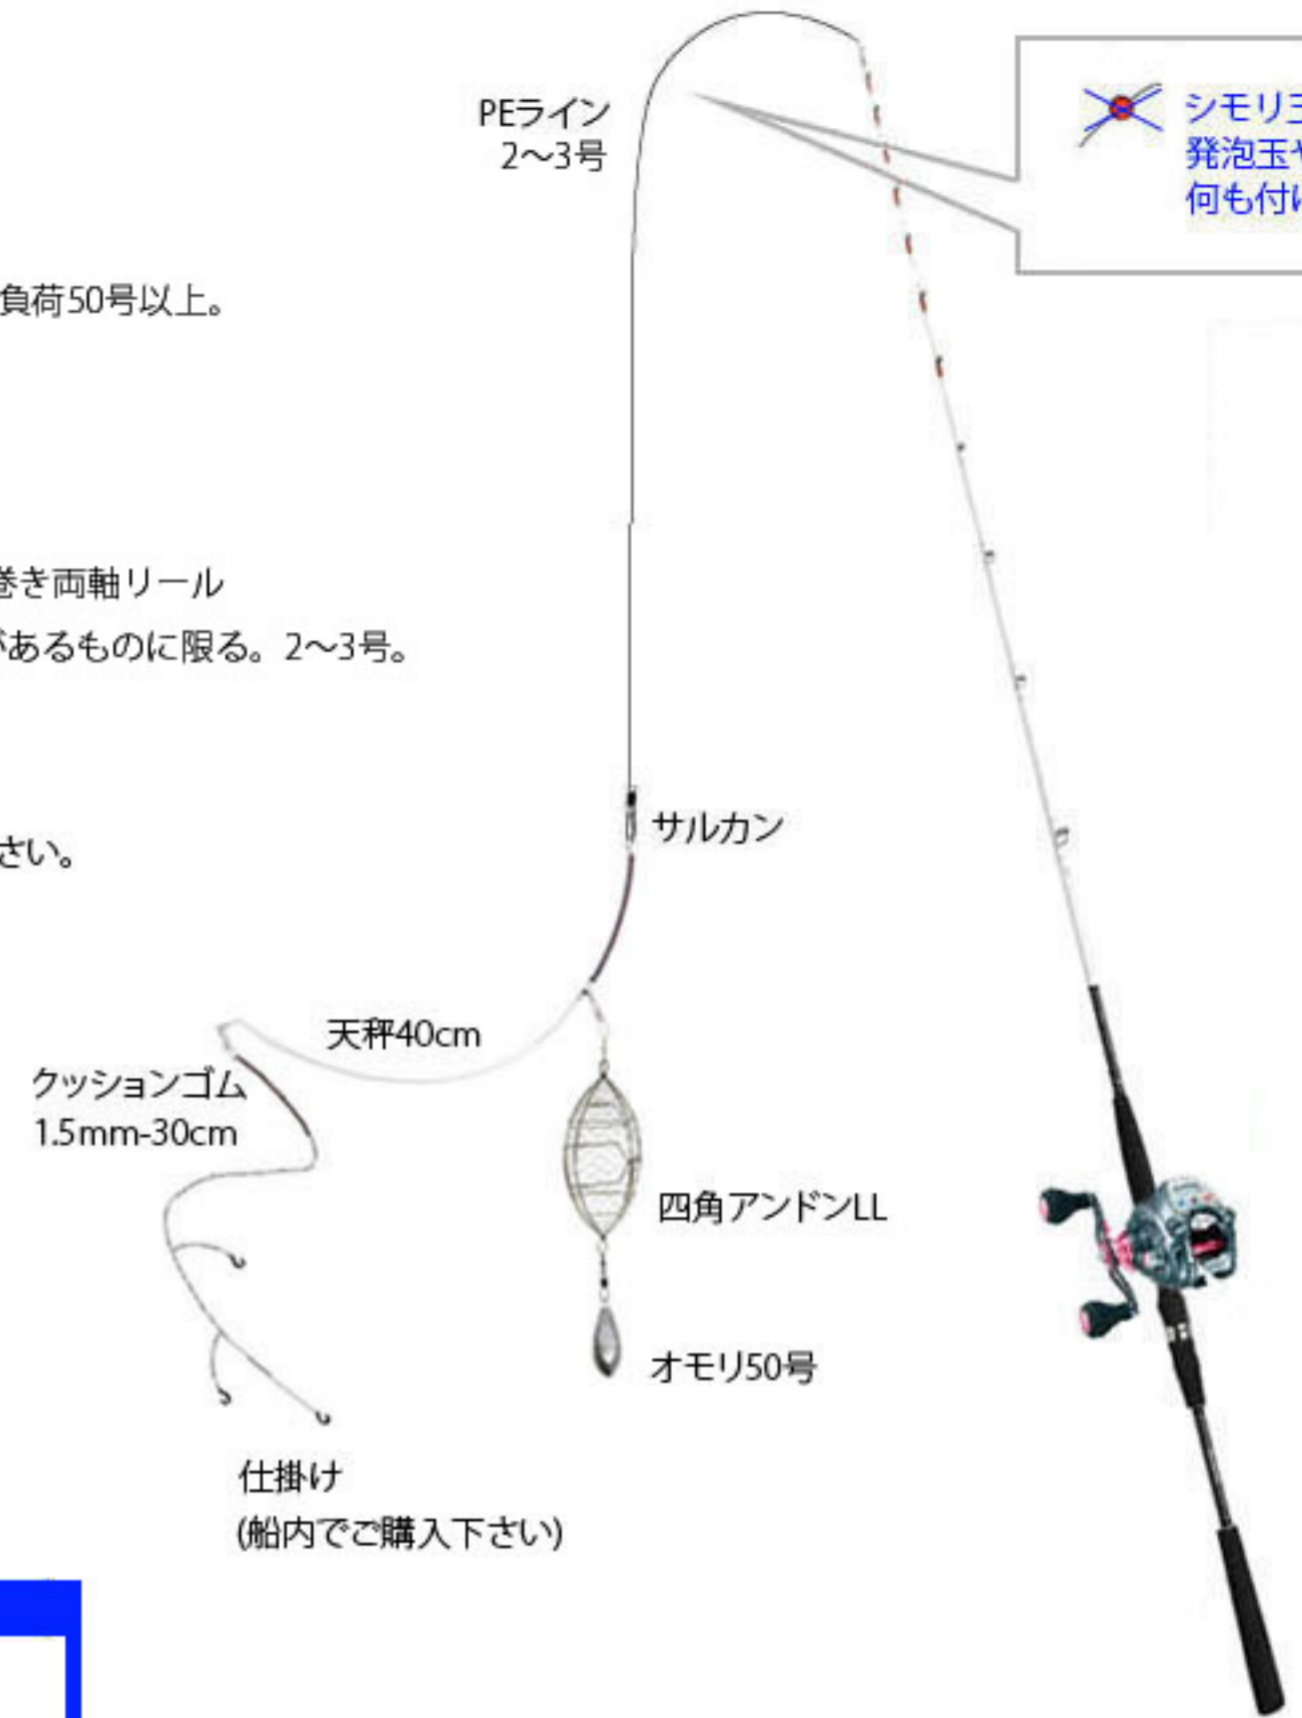 PEライン
2〜3号
シモリ
発泡玉
何も付
負荷50号以上。
巻き両軸リール
があるものに限る。2〜3号。
サルカン
さい。
天秤40cm
クッションゴム
1.5mm-30cm
四角アンドンLL
オモリ50号
仕掛け
(船内でご購入下さい)